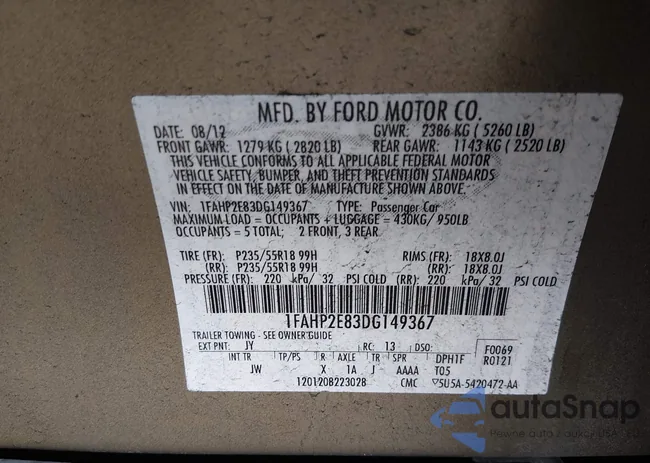 MFD. BY FORD MOTOR CO.
DATE: 08/12 GVWR: 2386 KG ( 5260 LB)
FRONT GAWR: 1279 KG ( 2820 LB) REAR GAWR: 1143 KG ( 2520 LB)
THIS VEHICLE CONFORMS TO ALL APPLICABLE FEDERAL MOTOR
VEHICLE SAFETY, BUMPER, AND THEFT PREVENTION STANDARDS
IN EFFECT ON THE DATE OF MANUFACTURE SHOWN ABOVE.
VIN: 1FAHP2E83DG149367 TYPE: Passenger Car
MAXIMUM LOAD = OCCUPANTS + LUGGAGE = 430KG/ 950LB
OCCUPANTS = 5 TOTAL; 2 FRONT, 3 REAR
TIRE (FR): P235/55R18 99H RIMS (FR): 18X8.0J
(RR): P235/55R18 99H (RR): 18X8.0J
PRESSURE (FR): 220 kPa/ 32 PSI COLD (RR): 220 kPa/ 32 PSI COLD
1FAHP2E83DG149367
TRAILER TOWING - SEE OWNER GUIDE
EXT PNT: JY RC: 13 DSO: F0069
INT TR TP/PS R AXLE TR SPR DPH1F R0121
JW X 1A J AAAA T05
1201208223028 CMC 5U5A-5420472-AA
autaSnap
Pewne auta z aukcji USA